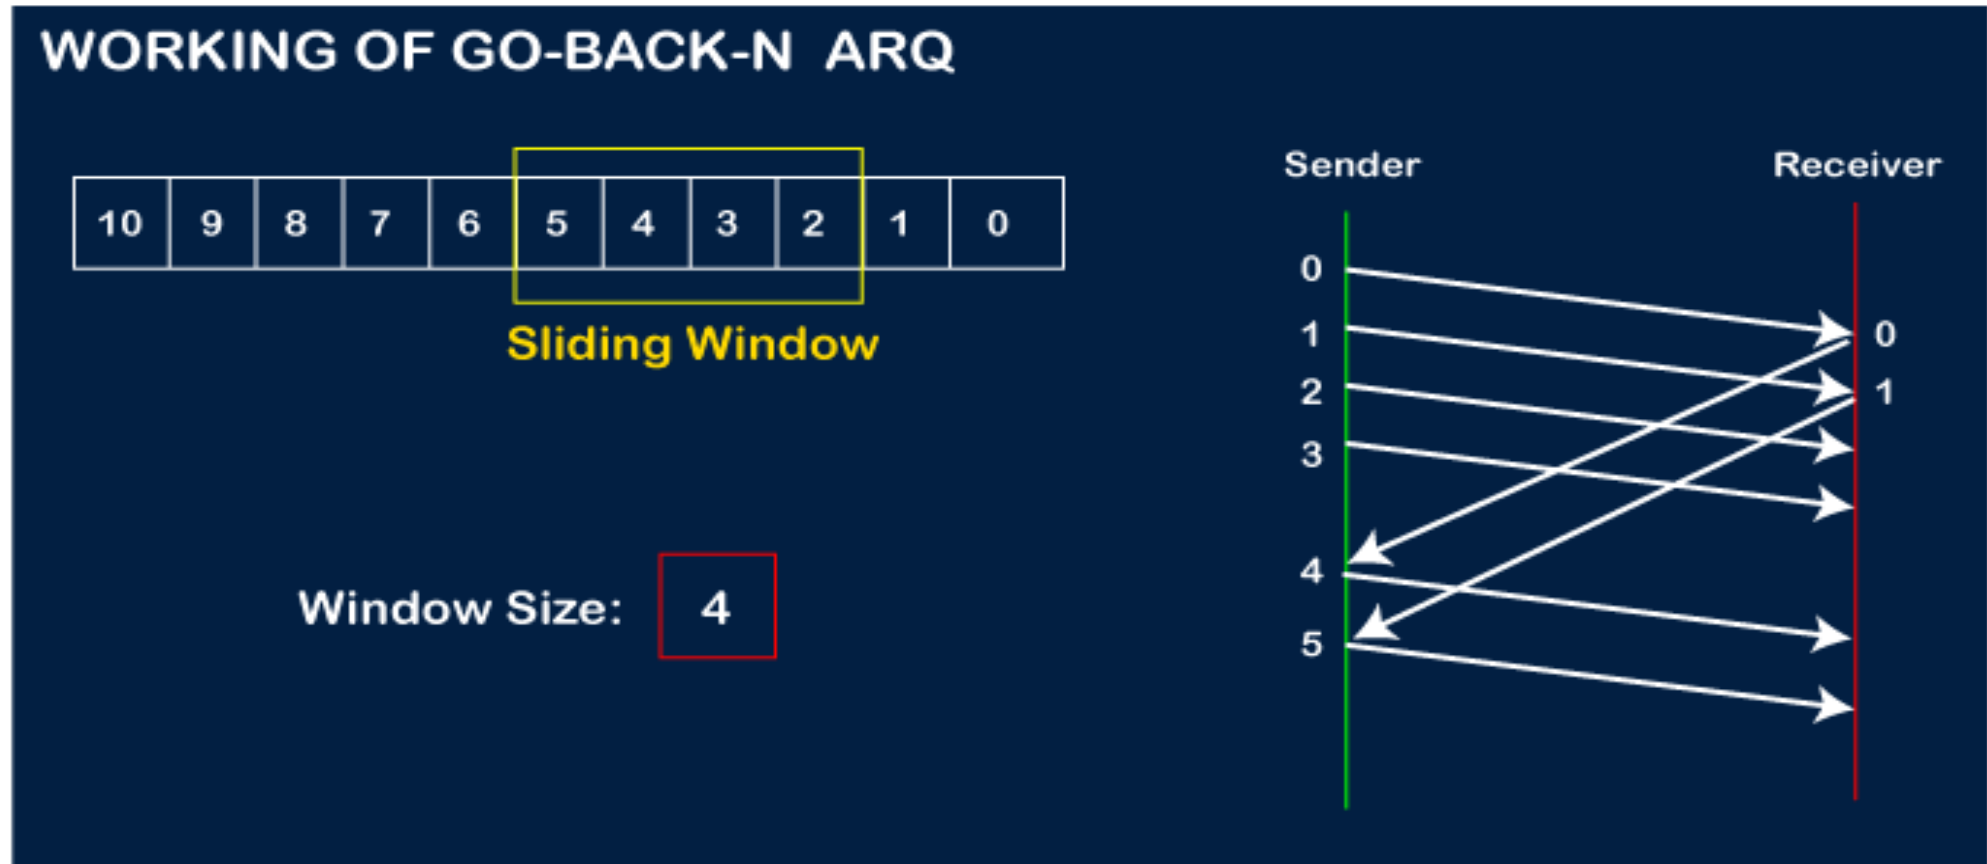 WORKING OF GO-BACK-N ARQ
10 9 8 7 6 5 4 3 2 1 0
Sliding Window
Window Size: 4
Sender Receiver
0
0
1
1
2
3
4
5